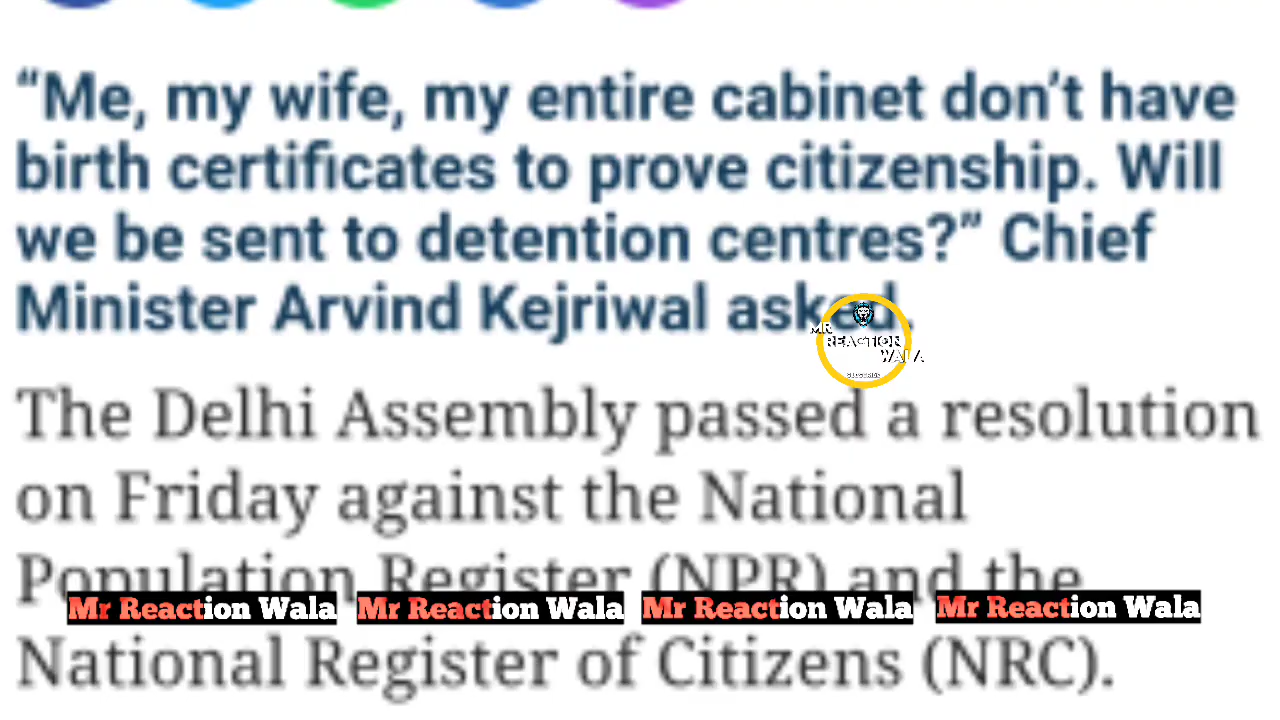 “Me, my wife, my entire cabinet don’t have
birth certificates to prove citizenship. Will
we be sent to detention centres?” Chief
Minister Arvind Kejriwal asked.
MR
REACTION
WALA
The Delhi Assembly passed a resolution
on Friday against the National
Population Register (NPR) and the
Mr Reaction Wala Mr Reaction Wala Mr Reaction Wala Mr Reaction Wala
National Register of Citizens (NRC).